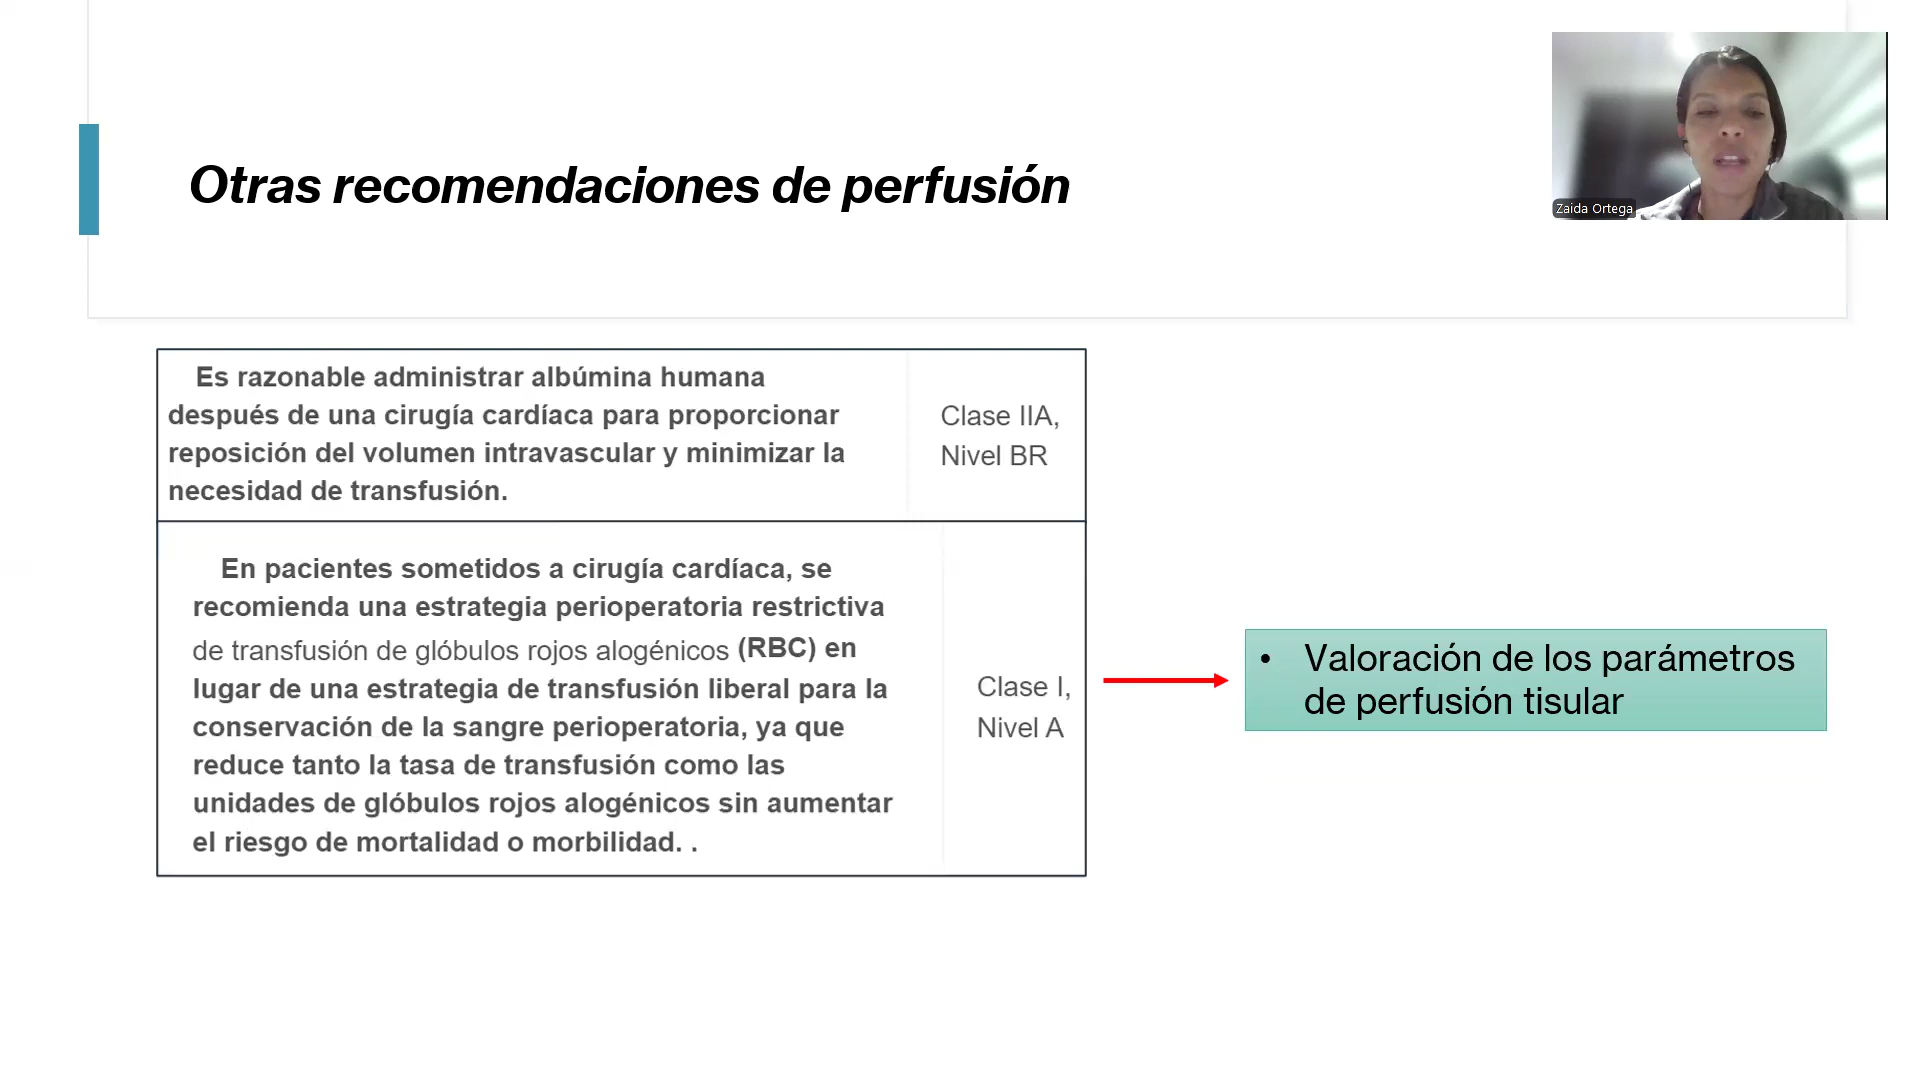 Otras recomendaciones de perfusión
Zaida Ortega
Es razonable administrar albúmina humana
después de una cirugía cardíaca para proporcionar
reposición del volumen intravascular y minimizar la
necesidad de transfusión.
Clase IIA,
Nivel BR
En pacientes sometidos a cirugía cardíaca, se
recomienda una estrategia perioperatoria restrictiva
de transfusión de glóbulos rojos alogénicos (RBC) en
lugar de una estrategia de transfusión liberal para la
conservación de la sangre perioperatoria, ya que
reduce tanto la tasa de transfusión como las
unidades de glóbulos rojos alogénicos sin aumentar
el riesgo de mortalidad o morbilidad. .
Clase I,
Nivel A
• Valoración de los parámetros
de perfusión tisular